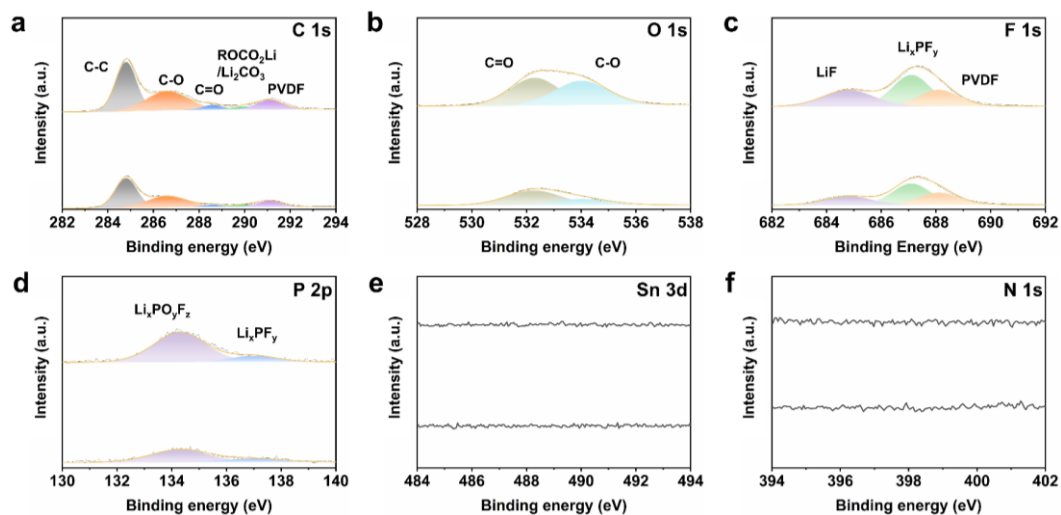 a
C 1s
C-C
C-O
C=O
ROCO₂Li
/Li₂CO₃
PVDF
Intensity (a.u.)
282 284 286 288 290 292 294
Binding energy (eV)
b
O 1s
C=O
C-O
Intensity (a.u.)
528 530 532 534 536 538
Binding energy (eV)
c
F 1s
LiF
LiₓPFᵧ
PVDF
Intensity (a.u.)
682 684 686 688 690 692
Binding Energy (eV)
d
P 2p
LiₓPOᵧF_z
LiₓPFᵧ
Intensity (a.u.)
130 132 134 136 138 140
Binding energy (eV)
e
Sn 3d
Intensity (a.u.)
484 486 488 490 492 494
Binding energy (eV)
f
N 1s
Intensity (a.u.)
394 396 398 400 402
Binding energy (eV)